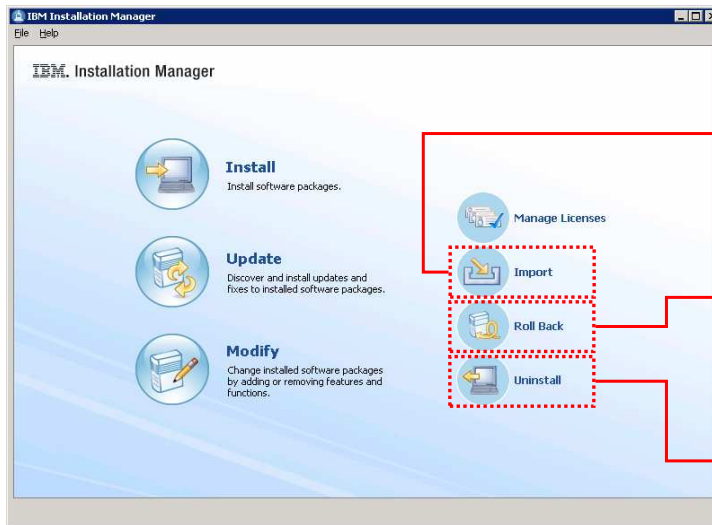 IBM Installation Manager
File Help
IBM. Installation Manager
Install
Install software packages.
Update
Discover and install updates and
fixes to installed software packages.
Modify
Change installed software packages
by adding or removing features and
functions.
Manage Licenses
Import
Roll Back
Uninstall